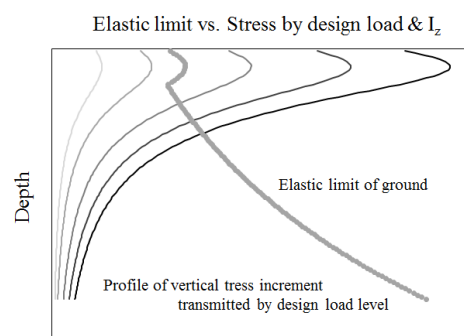 Elastic limit vs. Stress by design load & Iz
Depth
Elastic limit of ground
Profile of vertical tress increment
transmitted by design load level